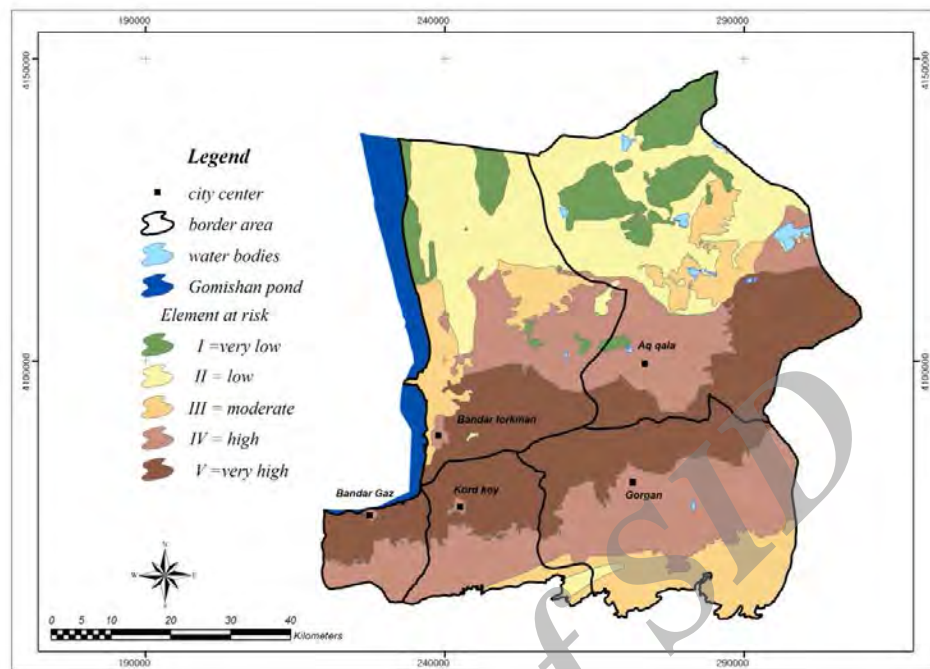 190000 240000 290000
4150000 4150000
Legend
city center
border area
water bodies
Gomishan pond
Element at risk
I =very low
II = low
III = moderate
IV = high
V =very high
Aq qala
4100000 4100000
Bandar torkman
Bandar Gaz
Kord koy
Gorgan
N
W E
S
0 5 10 20 30 40
Kilometers
190000 240000 290000
of SID